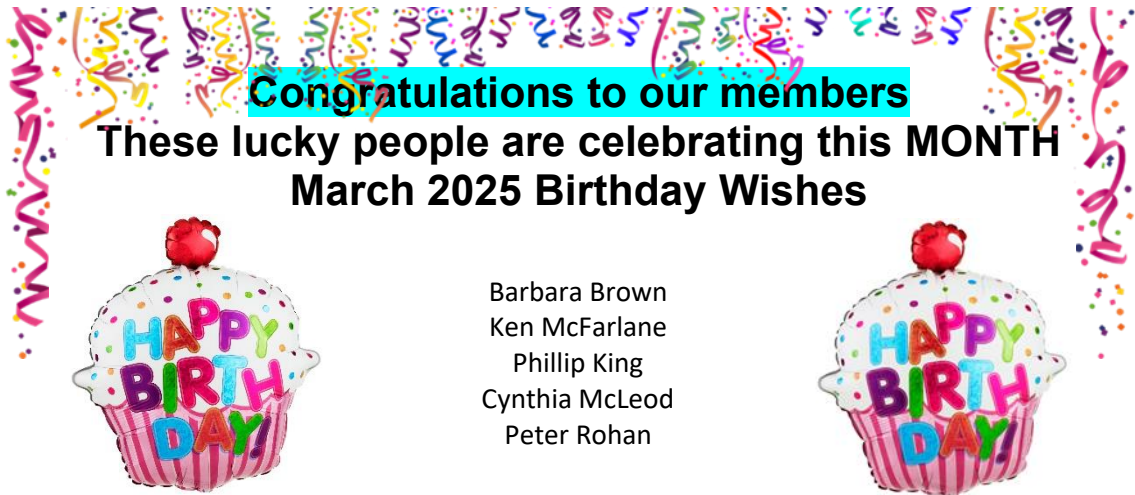 Congratulations to our members
These lucky people are celebrating this MONTH
March 2025 Birthday Wishes
HAPPY
BIRTH
DAY!
Barbara Brown
Ken McFarlane
Phillip King
Cynthia McLeod
Peter Rohan
HAPPY
BIRTH
DAY!